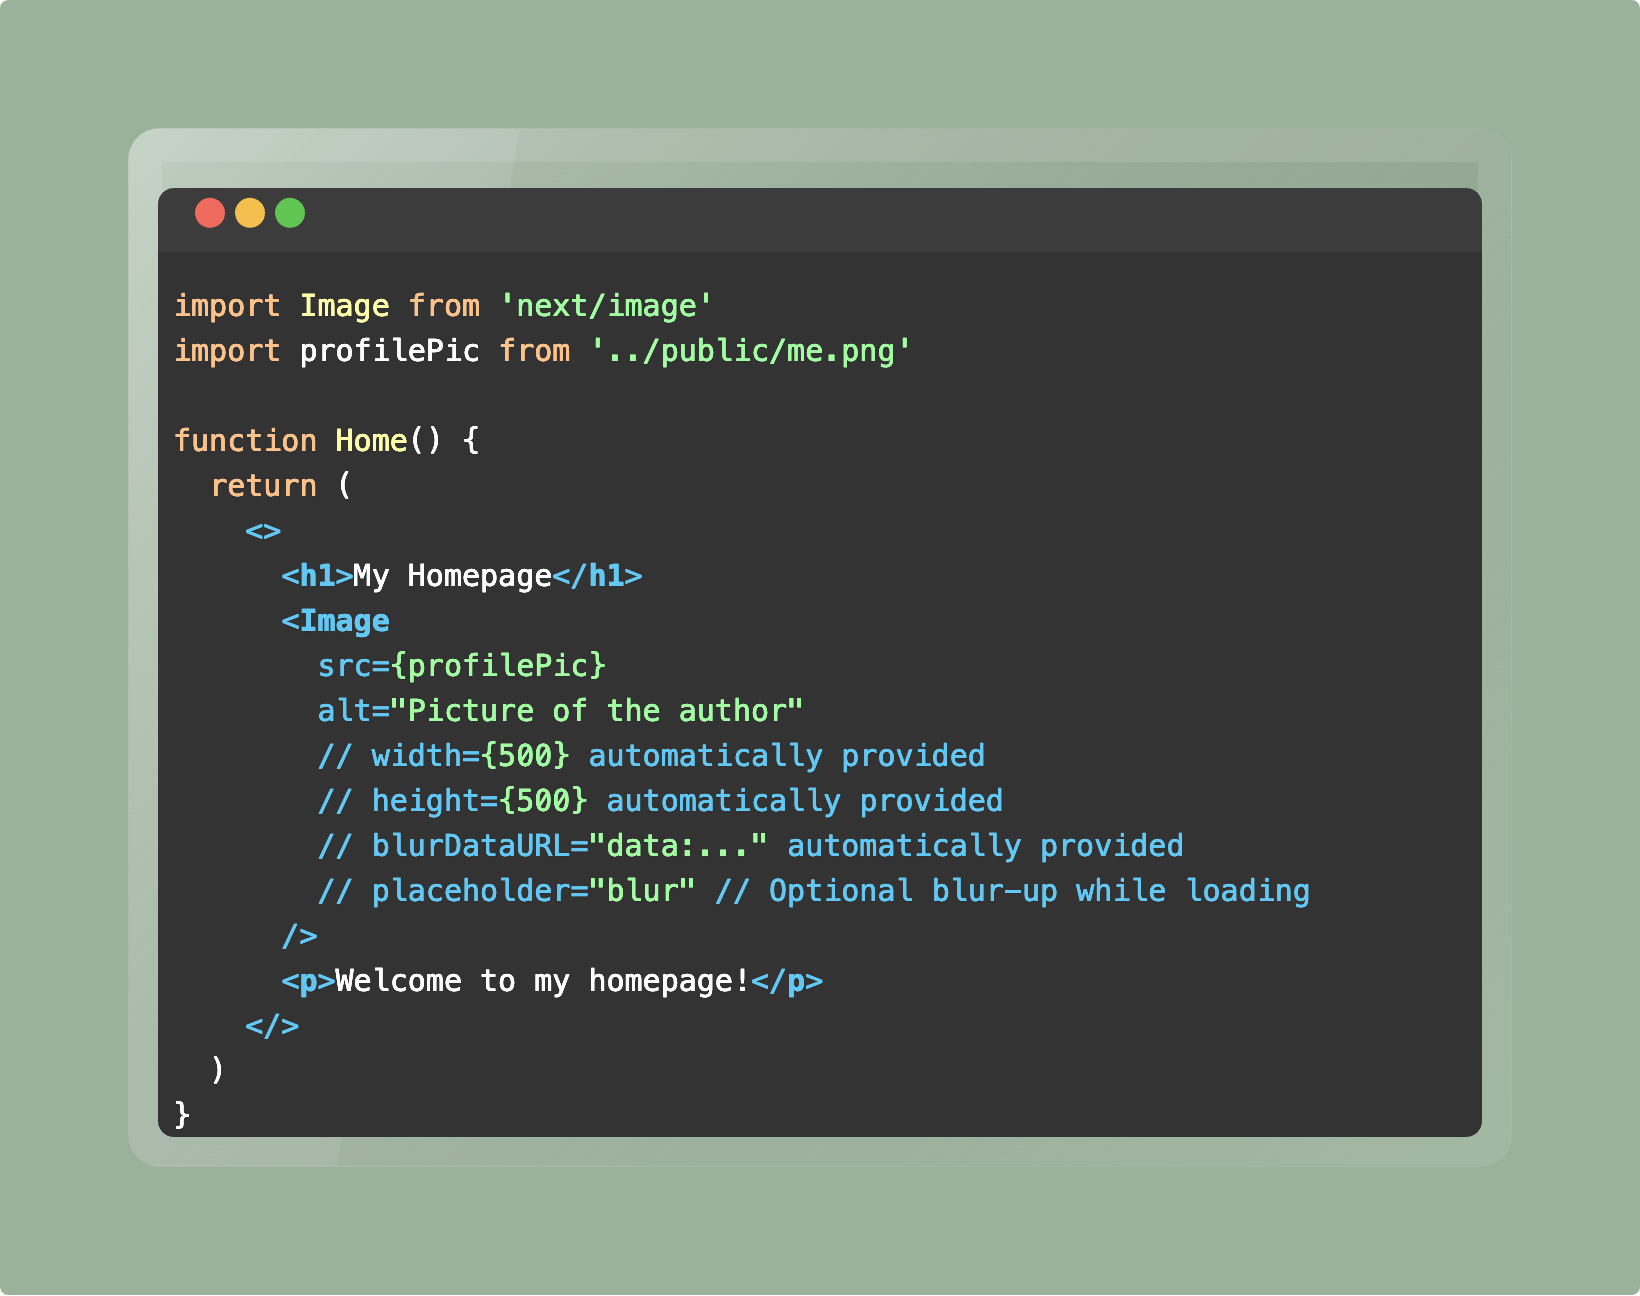 import Image from 'next/image'
import profilePic from '../public/me.png'

function Home() {
  return (
    <>
      <h1>My Homepage</h1>
      <Image
        src={profilePic}
        alt="Picture of the author"
        // width={500} automatically provided
        // height={500} automatically provided
        // blurDataURL="data:..." automatically provided
        // placeholder="blur" // Optional blur-up while loading
      />
      <p>Welcome to my homepage!</p>
    </>
  )
}